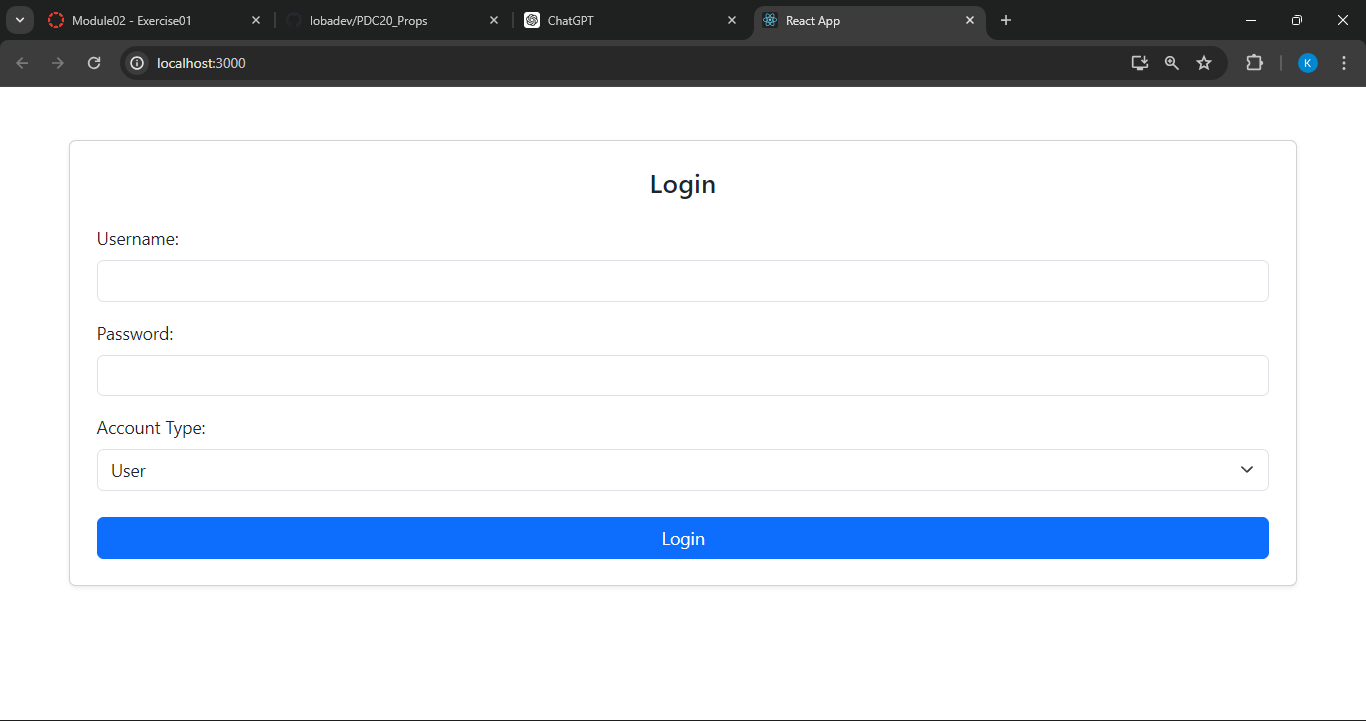 Module02 - Exercise01
lobadev/PDC20_Props
ChatGPT
React App
localhost:3000
K
Login
Username:
Password:
Account Type:
User
Login